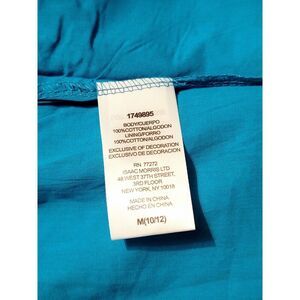 1749895
BODY/CUERPO
100%COTTON/ALGODON
LINING/FORRO
100%COTTON/ALGODON
EXCLUSIVE OF DECORATION
EXCLUSIVO DE DECORACION
RN 77272
ISAAC MORRIS LTD
48 WEST 37TH STREET,
3RD FLOOR,
NEW YORK, NY 10018
MADE IN CHINA
HECHO EN CHINA
M(10/12)